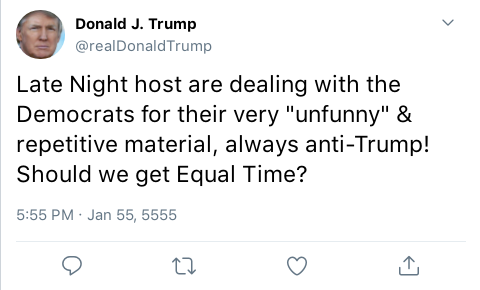 Donald J. Trump
@realDonaldTrump
Late Night host are dealing with the
Democrats for their very "unfunny" &
repetitive material, always anti-Trump!
Should we get Equal Time?
5:55 PM · Jan 55, 5555